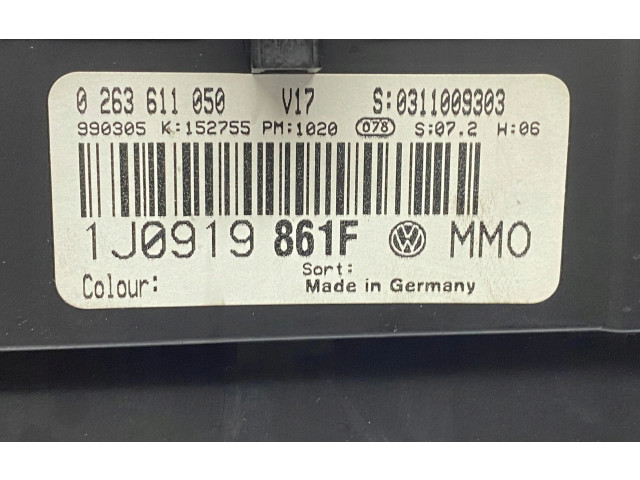 0 263 611 050 V17 S:0311009303
990305 K:152755 PM:1020 078 S:07.2 H:06
1J0919 861F VW MMO
Sort:
Colour: Made in Germany